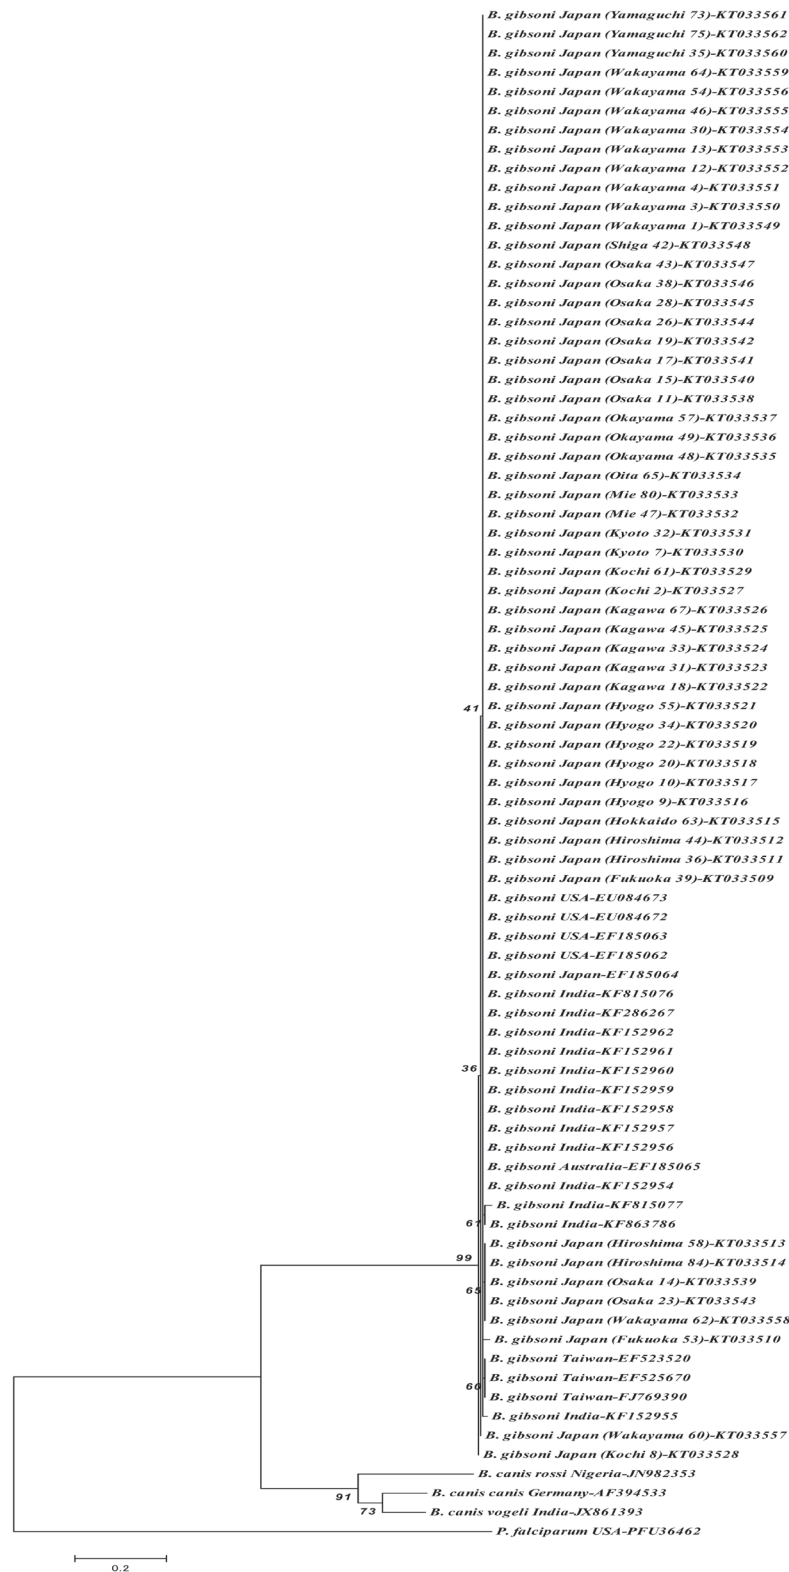 B. gibsoni Japan (Yamaguchi 73)-KT033561
B. gibsoni Japan (Yamaguchi 75)-KT033562
B. gibsoni Japan (Yamaguchi 35)-KT033560
B. gibsoni Japan (Wakayama 64)-KT033559
B. gibsoni Japan (Wakayama 54)-KT033556
B. gibsoni Japan (Wakayama 46)-KT033555
B. gibsoni Japan (Wakayama 30)-KT033554
B. gibsoni Japan (Wakayama 13)-KT033553
B. gibsoni Japan (Wakayama 12)-KT033552
B. gibsoni Japan (Wakayama 4)-KT033551
B. gibsoni Japan (Wakayama 3)-KT033550
B. gibsoni Japan (Wakayama 1)-KT033549
B. gibsoni Japan (Shiga 42)-KT033548
B. gibsoni Japan (Osaka 43)-KT033547
B. gibsoni Japan (Osaka 38)-KT033546
B. gibsoni Japan (Osaka 28)-KT033545
B. gibsoni Japan (Osaka 26)-KT033544
B. gibsoni Japan (Osaka 19)-KT033542
B. gibsoni Japan (Osaka 17)-KT033541
B. gibsoni Japan (Osaka 15)-KT033540
B. gibsoni Japan (Osaka 11)-KT033538
B. gibsoni Japan (Okayama 57)-KT033537
B. gibsoni Japan (Okayama 49)-KT033536
B. gibsoni Japan (Okayama 48)-KT033535
B. gibsoni Japan (Oita 65)-KT033534
B. gibsoni Japan (Mie 80)-KT033533
B. gibsoni Japan (Mie 47)-KT033532
B. gibsoni Japan (Kyoto 32)-KT033531
B. gibsoni Japan (Kyoto 7)-KT033530
B. gibsoni Japan (Kochi 61)-KT033529
B. gibsoni Japan (Kochi 2)-KT033527
B. gibsoni Japan (Kagawa 67)-KT033526
B. gibsoni Japan (Kagawa 45)-KT033525
B. gibsoni Japan (Kagawa 33)-KT033524
B. gibsoni Japan (Kagawa 31)-KT033523
B. gibsoni Japan (Kagawa 18)-KT033522
41
B. gibsoni Japan (Hyogo 55)-KT033521
B. gibsoni Japan (Hyogo 34)-KT033520
B. gibsoni Japan (Hyogo 22)-KT033519
B. gibsoni Japan (Hyogo 20)-KT033518
B. gibsoni Japan (Hyogo 10)-KT033517
B. gibsoni Japan (Hyogo 9)-KT033516
B. gibsoni Japan (Hokkaido 63)-KT033515
B. gibsoni Japan (Hiroshima 44)-KT033512
B. gibsoni Japan (Hiroshima 36)-KT033511
B. gibsoni Japan (Fukuoka 39)-KT033509
B. gibsoni USA-EU084673
B. gibsoni USA-EU084672
B. gibsoni USA-EF185063
B. gibsoni USA-EF185062
B. gibsoni Japan-EF185064
B. gibsoni India-KF815076
B. gibsoni India-KF286267
B. gibsoni India-KF152962
B. gibsoni India-KF152961
36
B. gibsoni India-KF152960
B. gibsoni India-KF152959
B. gibsoni India-KF152958
B. gibsoni India-KF152957
B. gibsoni India-KF152956
B. gibsoni Australia-EF185065
B. gibsoni India-KF152954
B. gibsoni India-KF815077
61
B. gibsoni India-KF863786
B. gibsoni Japan (Hiroshima 58)-KT033513
99
B. gibsoni Japan (Hiroshima 84)-KT033514
B. gibsoni Japan (Osaka 14)-KT033539
65
B. gibsoni Japan (Osaka 23)-KT033543
B. gibsoni Japan (Wakayama 62)-KT033558
B. gibsoni Japan (Fukuoka 53)-KT033510
B. gibsoni Taiwan-EF523520
B. gibsoni Taiwan-EF525670
60
B. gibsoni Taiwan-FJ769390
B. gibsoni India-KF152955
B. gibsoni Japan (Wakayama 60)-KT033557
B. gibsoni Japan (Kochi 8)-KT033528
B. canis rossi Nigeria-JN982353
91
B. canis canis Germany-AF394533
73
B. canis vogeli India-JX861393
P. falciparum USA-PFU36462
0.2